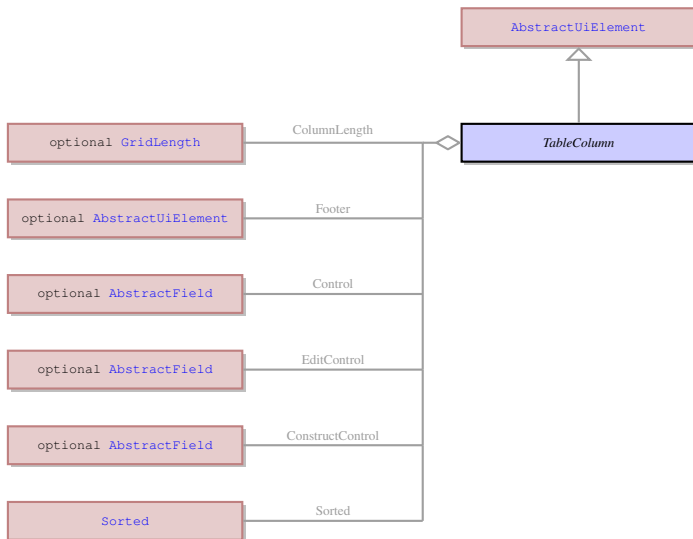 AbstractUiElement
optional GridLength
ColumnLength
TableColumn
optional AbstractUiElement
Footer
optional AbstractField
Control
optional AbstractField
EditControl
optional AbstractField
ConstructControl
Sorted
Sorted